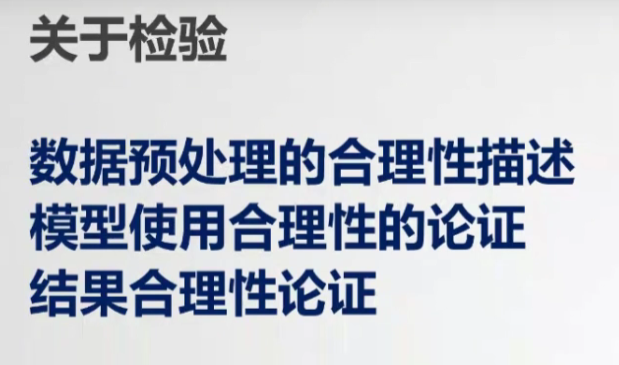 关于检验
数据预处理的合理性描述
模型使用合理性的论证
结果合理性论证